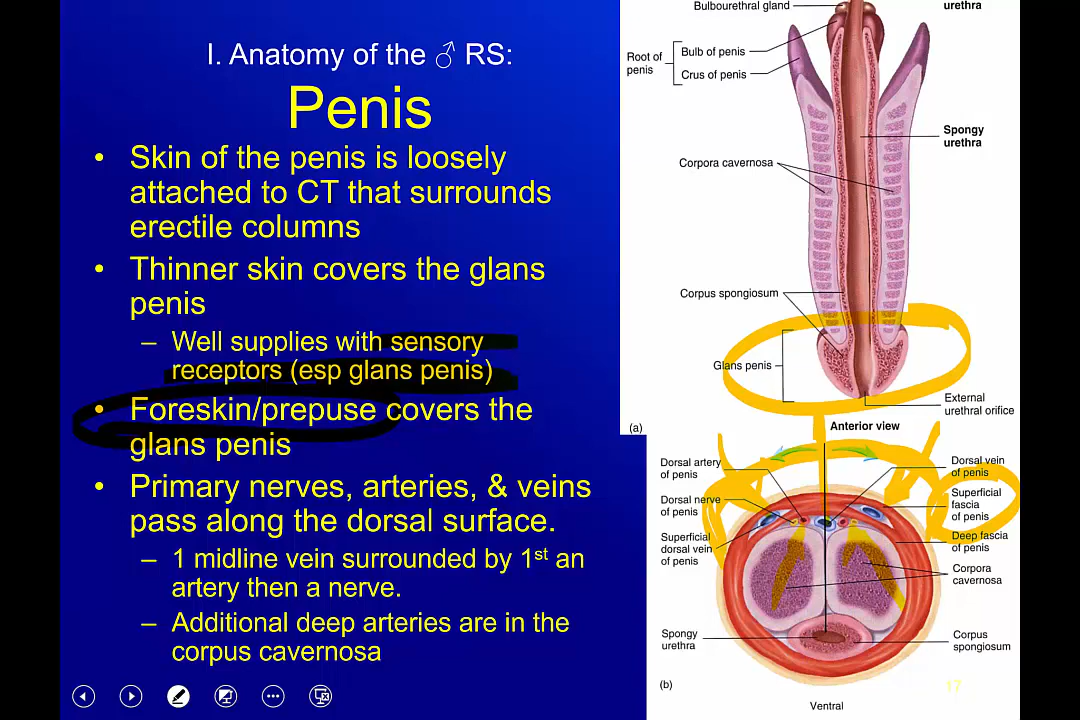 I. Anatomy of the ♂ RS:
Penis
• Skin of the penis is loosely
attached to CT that surrounds
erectile columns
• Thinner skin covers the glans
penis
– Well supplies with sensory
receptors (esp glans penis)
• Foreskin/prepuse covers the
glans penis
• Primary nerves, arteries, & veins
pass along the dorsal surface.
– 1 midline vein surrounded by 1st an
artery then a nerve.
– Additional deep arteries are in the
corpus cavernosa
Bulbourethral gland
urethra
Root of
penis
Bulb of penis
Crus of penis
Spongy
urethra
Corpora cavernosa
Corpus spongiosum
Glans penis
External
urethral orifice
(a)
Anterior view
Dorsal artery
of penis
Dorsal vein
of penis
Dorsal nerve
of penis
Superficial
fascia
of penis
Superficial
dorsal vein
of penis
Deep fascia
of penis
Corpora
cavernosa
Spongy
urethra
Corpus
spongiosum
(b)
17
Ventral